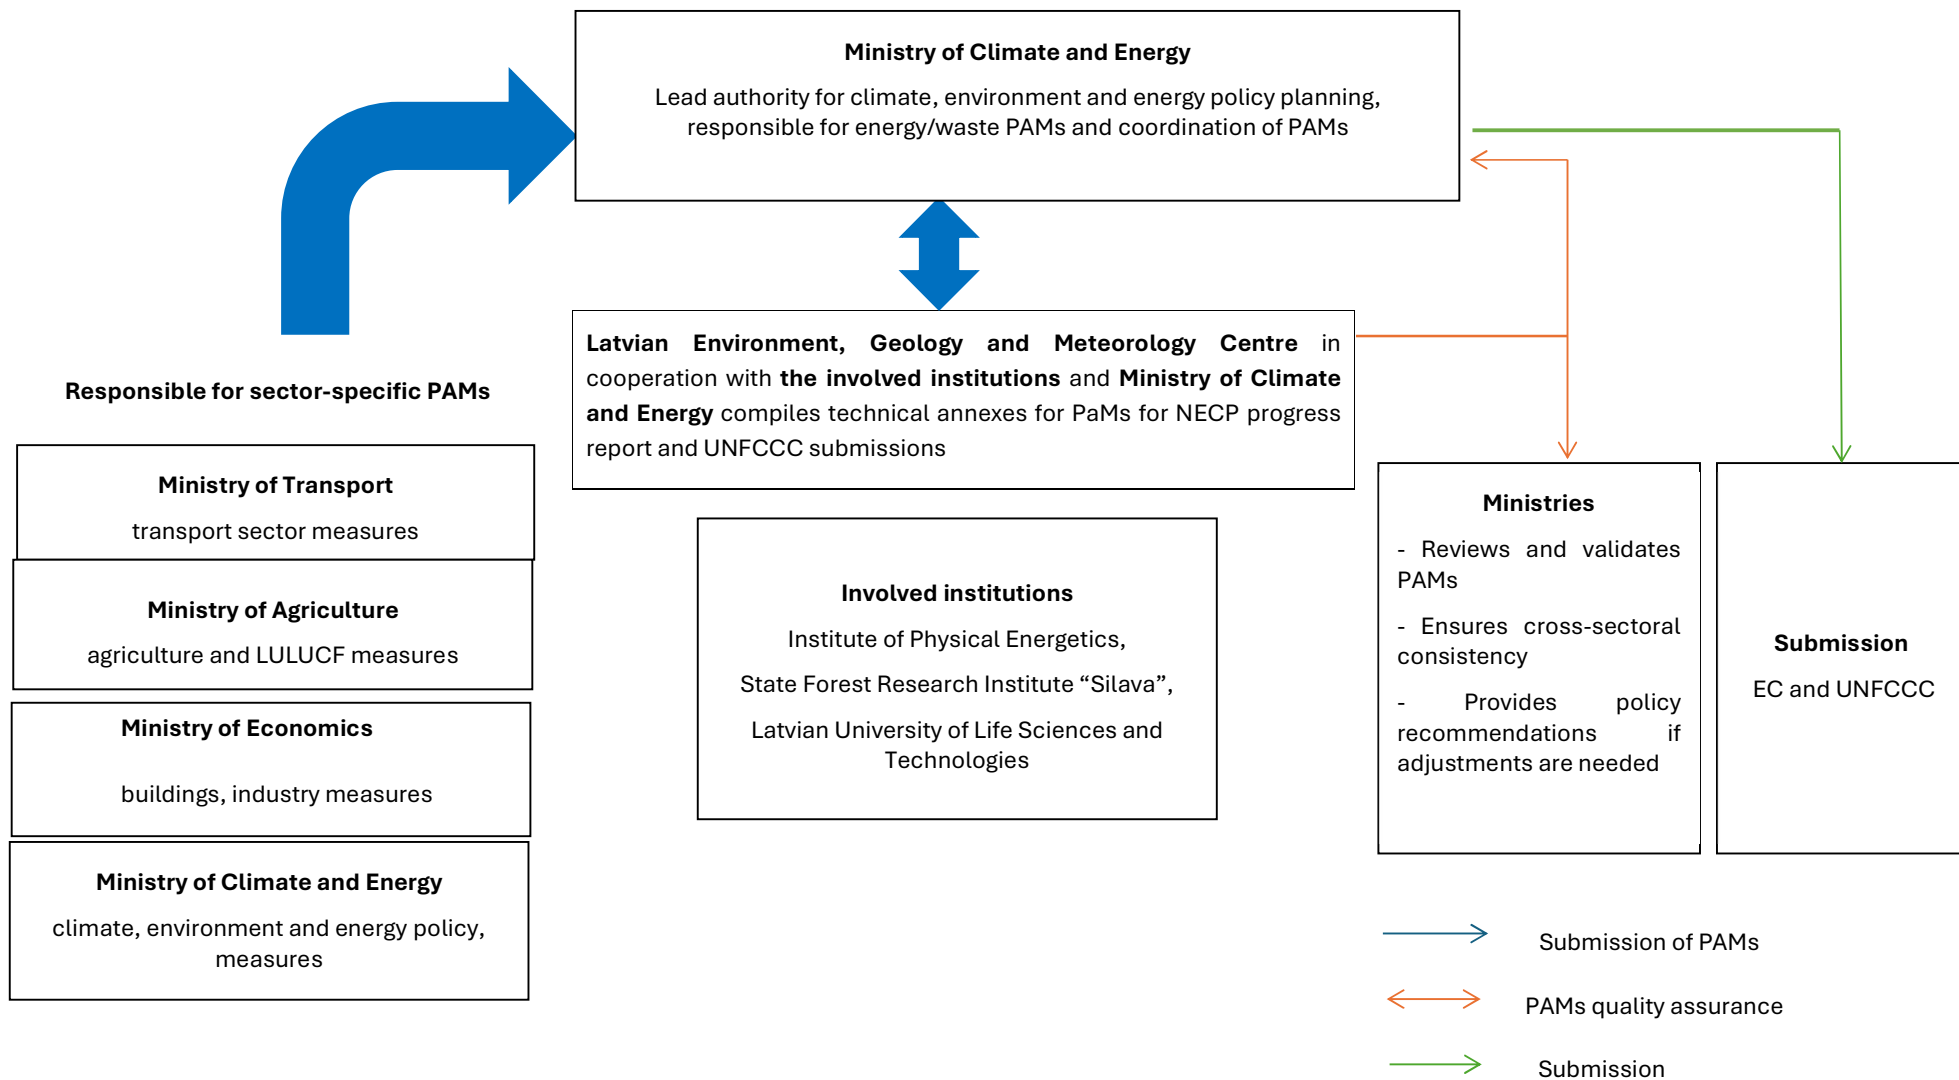 Ministry of Climate and Energy
Lead authority for climate, environment and energy policy planning,
responsible for energy/waste PAMs and coordination of PAMs
Latvian Environment, Geology and Meteorology Centre in
cooperation with the involved institutions and Ministry of Climate
and Energy compiles technical annexes for PaMs for NECP progress
report and UNFCCC submissions
Responsible for sector-specific PAMs
Ministry of Transport
transport sector measures
Ministry of Agriculture
agriculture and LULUCF measures
Ministry of Economics
buildings, industry measures
Ministry of Climate and Energy
climate, environment and energy policy,
measures
Involved institutions
Institute of Physical Energetics,
State Forest Research Institute “Silava”,
Latvian University of Life Sciences and
Technologies
Ministries
- Reviews and validates
PAMs
- Ensures cross-sectoral
consistency
- Provides policy
recommendations if
adjustments are needed
Submission
EC and UNFCCC
Submission of PAMs
PAMs quality assurance
Submission